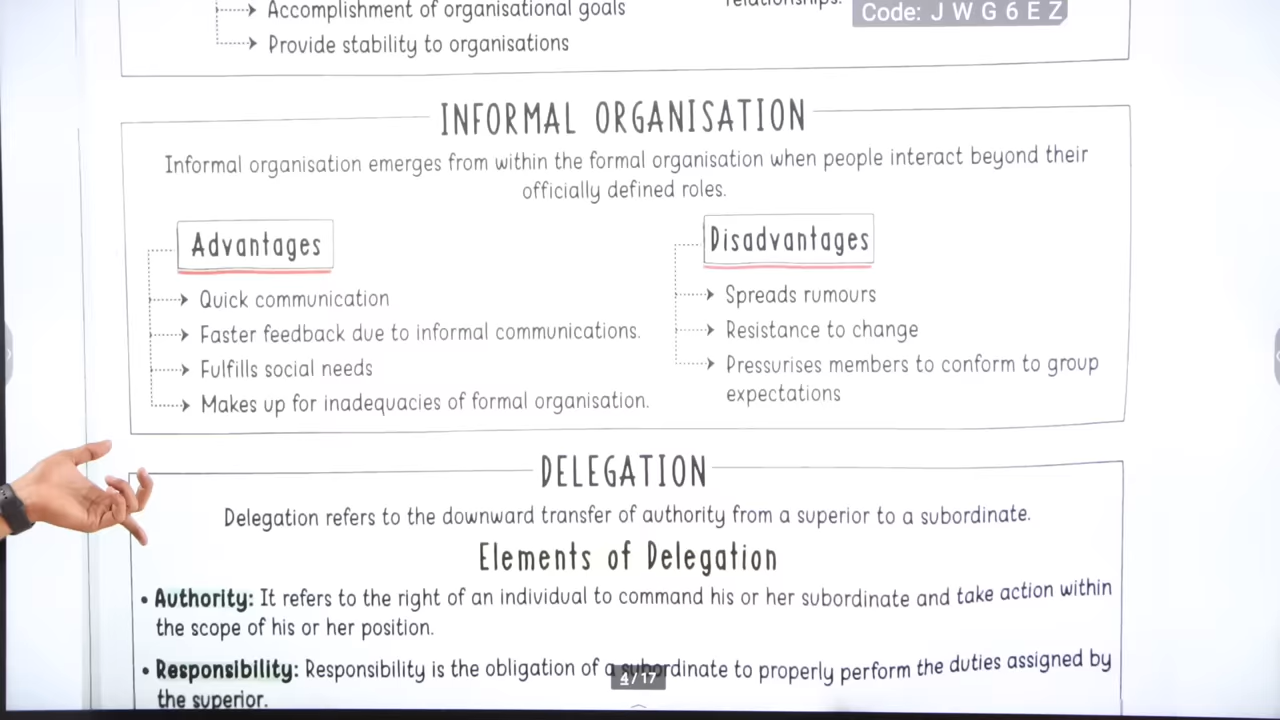 Accomplishment of organisational goals
Code: J W G 6 E Z
Provide stability to organisations
INFORMAL ORGANISATION
Informal organisation emerges from within the formal organisation when people interact beyond their
officially defined roles.
Advantages
Quick communication
Faster feedback due to informal communications.
Fulfills social needs
Makes up for inadequacies of formal organisation.
Disadvantages
Spreads rumours
Resistance to change
Pressurises members to conform to group
expectations
DELEGATION
Delegation refers to the downward transfer of authority from a superior to a subordinate.
Elements of Delegation
• Authority: It refers to the right of an individual to command his or her subordinate and take action within
the scope of his or her position.
• Responsibility: Responsibility is the obligation of a subordinate to properly perform the duties assigned by
the superior.
4/17